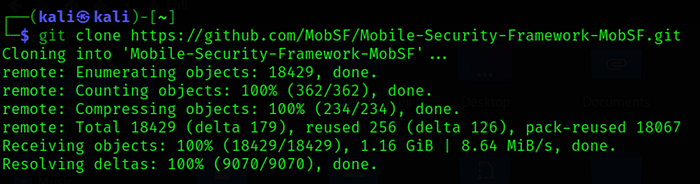 ┌──(kali㉿kali)-[~]
└─$ git clone https://github.com/MobSF/Mobile-Security-Framework-MobSF.git
Cloning into 'Mobile-Security-Framework-MobSF'...
remote: Enumerating objects: 18429, done.
remote: Counting objects: 100% (362/362), done.
remote: Compressing objects: 100% (234/234), done.
remote: Total 18429 (delta 179), reused 256 (delta 126), pack-reused 18067
Receiving objects: 100% (18429/18429), 1.16 GiB | 8.64 MiB/s, done.
Resolving deltas: 100% (9070/9070), done.